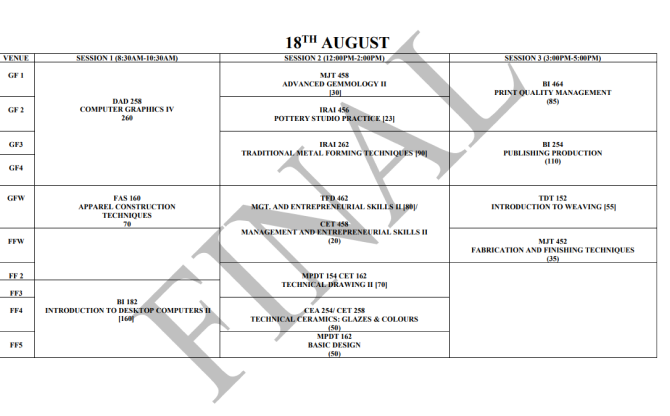 18TH AUGUST
VENUE SESSION 1 (8:30AM-10:30AM) SESSION 2 (12:00PM-2:00PM) SESSION 3 (3:00PM-5:00PM)
GF 1
GF 2
DAD 258
COMPUTER GRAPHICS IV
260
MJT 458
ADVANCED GEMMOLOGY II
[30]
IRAI 456
POTTERY STUDIO PRACTICE [23]
BI 464
PRINT QUALITY MANAGEMENT
(85)
GF3
GF4
IRAI 262
TRADITIONAL METAL FORMING TECHNIQUES [90]
BI 254
PUBLISHING PRODUCTION
(110)
GFW
FAS 160
APPAREL CONSTRUCTION
TECHNIQUES
70
TED 462
MGT. AND ENTREPRENEURIAL SKILLS II [80]/
CET 458
MANAGEMENT AND ENTREPRENEURIAL SKILLS II
(20)
TDT 152
INTRODUCTION TO WEAVING [55]
FFW
MJT 452
FABRICATION AND FINISHING TECHNIQUES
(35)
FF 2
FF3
MPDT 154 CET 162
TECHNICAL DRAWING II [70]
FF4
BI 182
INTRODUCTION TO DESKTOP COMPUTERS II
[160]
CEA 254/ CET 258
TECHNICAL CERAMICS: GLAZES & COLOURS
(50)
FF5
MPDT 162
BASIC DESIGN
(50)
FINAL